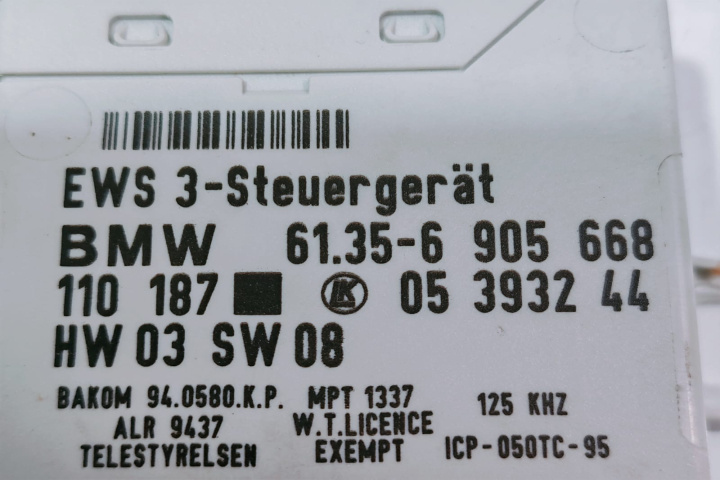 EWS 3-Steuergerät
BMW 61.35-6 905 668
110 187 LK 05 3932 44
HW 03 SW 08
BAKOM 94.0580.K.P. MPT 1337 125 KHZ
ALR 9437 W.T.LICENCE
TELESTYRELSEN EXEMPT ICP-050TC-95